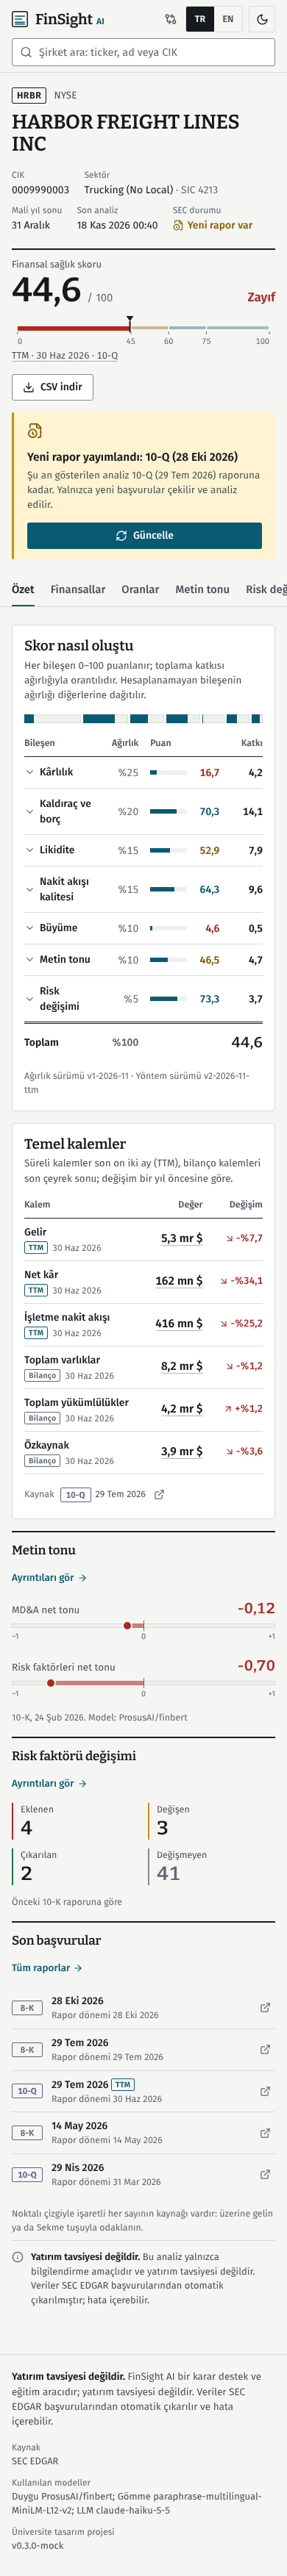 FinSight AI
TR EN
Şirket ara: ticker, ad veya CIK
HRBR NYSE
HARBOR FREIGHT LINES
INC
CIK Sektör
0009990003 Trucking (No Local) · SIC 4213
Mali yıl sonu Son analiz SEC durumu
31 Aralık 18 Kas 2026 00:40 Yeni rapor var
Finansal sağlık skoru
44,6 / 100 Zayıf
0 45 60 75 100
TTM · 30 Haz 2026 · 10-Q
CSV indir
Yeni rapor yayımlandı: 10-Q (28 Eki 2026)
Şu an gösterilen analiz 10-Q (29 Tem 2026) raporuna
kadar. Yalnızca yeni başvurular çekilir ve analiz
edilir.
Güncelle
Özet Finansallar Oranlar Metin tonu Risk değ
Skor nasıl oluştu
Her bileşen 0–100 puanlanır; toplama katkısı
ağırlığıyla orantılıdır. Hesaplanamayan bileşenin
ağırlığı diğerlerine dağıtılır.
Bileşen Ağırlık Puan Katkı
Kârlılık %25 16,7 4,2
Kaldıraç ve
borç %20 70,3 14,1
Likidite %15 52,9 7,9
Nakit akışı
kalitesi %15 64,3 9,6
Büyüme %10 4,6 0,5
Metin tonu %10 46,5 4,7
Risk
değişimi %5 73,3 3,7
Toplam %100 44,6
Ağırlık sürümü v1-2026-11 · Yöntem sürümü v2-2026-11-
ttm
Temel kalemler
Süreli kalemler son on iki ay (TTM), bilanço kalemleri
son çeyrek sonu; değişim bir yıl öncesine göre.
Kalem Değer Değişim
Gelir
TTM 30 Haz 2026 5,3 mr $ -%7,7
Net kâr
TTM 30 Haz 2026 162 mn $ -%34,1
İşletme nakit akışı
TTM 30 Haz 2026 416 mn $ -%25,2
Toplam varlıklar
Bilanço 30 Haz 2026 8,2 mr $ -%1,2
Toplam yükümlülükler
Bilanço 30 Haz 2026 4,2 mr $ +%1,2
Özkaynak
Bilanço 30 Haz 2026 3,9 mr $ -%3,6
Kaynak 10-Q 29 Tem 2026
Metin tonu
Ayrıntıları gör
MD&A net tonu -0,12
−1 0 +1
Risk faktörleri net tonu -0,70
−1 0 +1
10-K, 24 Şub 2026. Model: ProsusAI/finbert
Risk faktörü değişimi
Ayrıntıları gör
Eklenen Değişen
4 3
Çıkarılan Değişmeyen
2 41
Önceki 10-K raporuna göre
Son başvurular
Tüm raporlar
8-K 28 Eki 2026
Rapor dönemi 28 Eki 2026
8-K 29 Tem 2026
Rapor dönemi 29 Tem 2026
10-Q 29 Tem 2026 TTM
Rapor dönemi 30 Haz 2026
8-K 14 May 2026
Rapor dönemi 14 May 2026
10-Q 29 Nis 2026
Rapor dönemi 31 Mar 2026
Noktalı çizgiyle işaretli her sayının kaynağı vardır: üzerine gelin
ya da Sekme tuşuyla odaklanın.
Yatırım tavsiyesi değildir. Bu analiz yalnızca
bilgilendirme amaçlıdır ve yatırım tavsiyesi değildir.
Veriler SEC EDGAR başvurularından otomatik
çıkarılmıştır; hata içerebilir.
Yatırım tavsiyesi değildir. FinSight AI bir karar destek ve
eğitim aracıdır; yatırım tavsiyesi değildir. Veriler SEC
EDGAR başvurularından otomatik çıkarılır ve hata
içerebilir.
Kaynak
SEC EDGAR
Kullanılan modeller
Duygu ProsusAI/finbert; Gömme paraphrase-multilingual-
MiniLM-L12-v2; LLM claude-haiku-5-5
Üniversite tasarım projesi
v0.3.0-mock